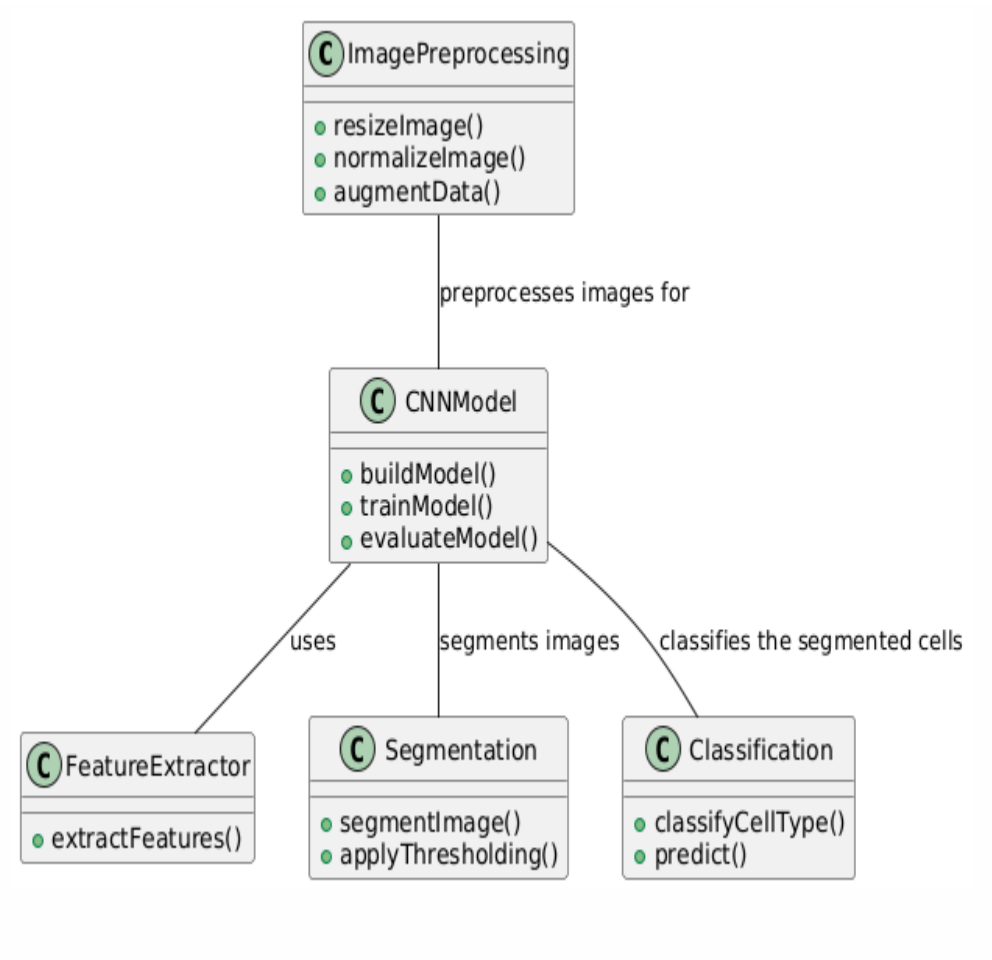 C ImagePreprocessing
resizeImage()
normalizeImage()
augmentData()
preprocesses images for
C CNNModel
buildModel()
trainModel()
evaluateModel()
uses
segments images
classifies the segmented cells
C FeatureExtractor
extractFeatures()
C Segmentation
segmentImage()
applyThresholding()
C Classification
classifyCellType()
predict()